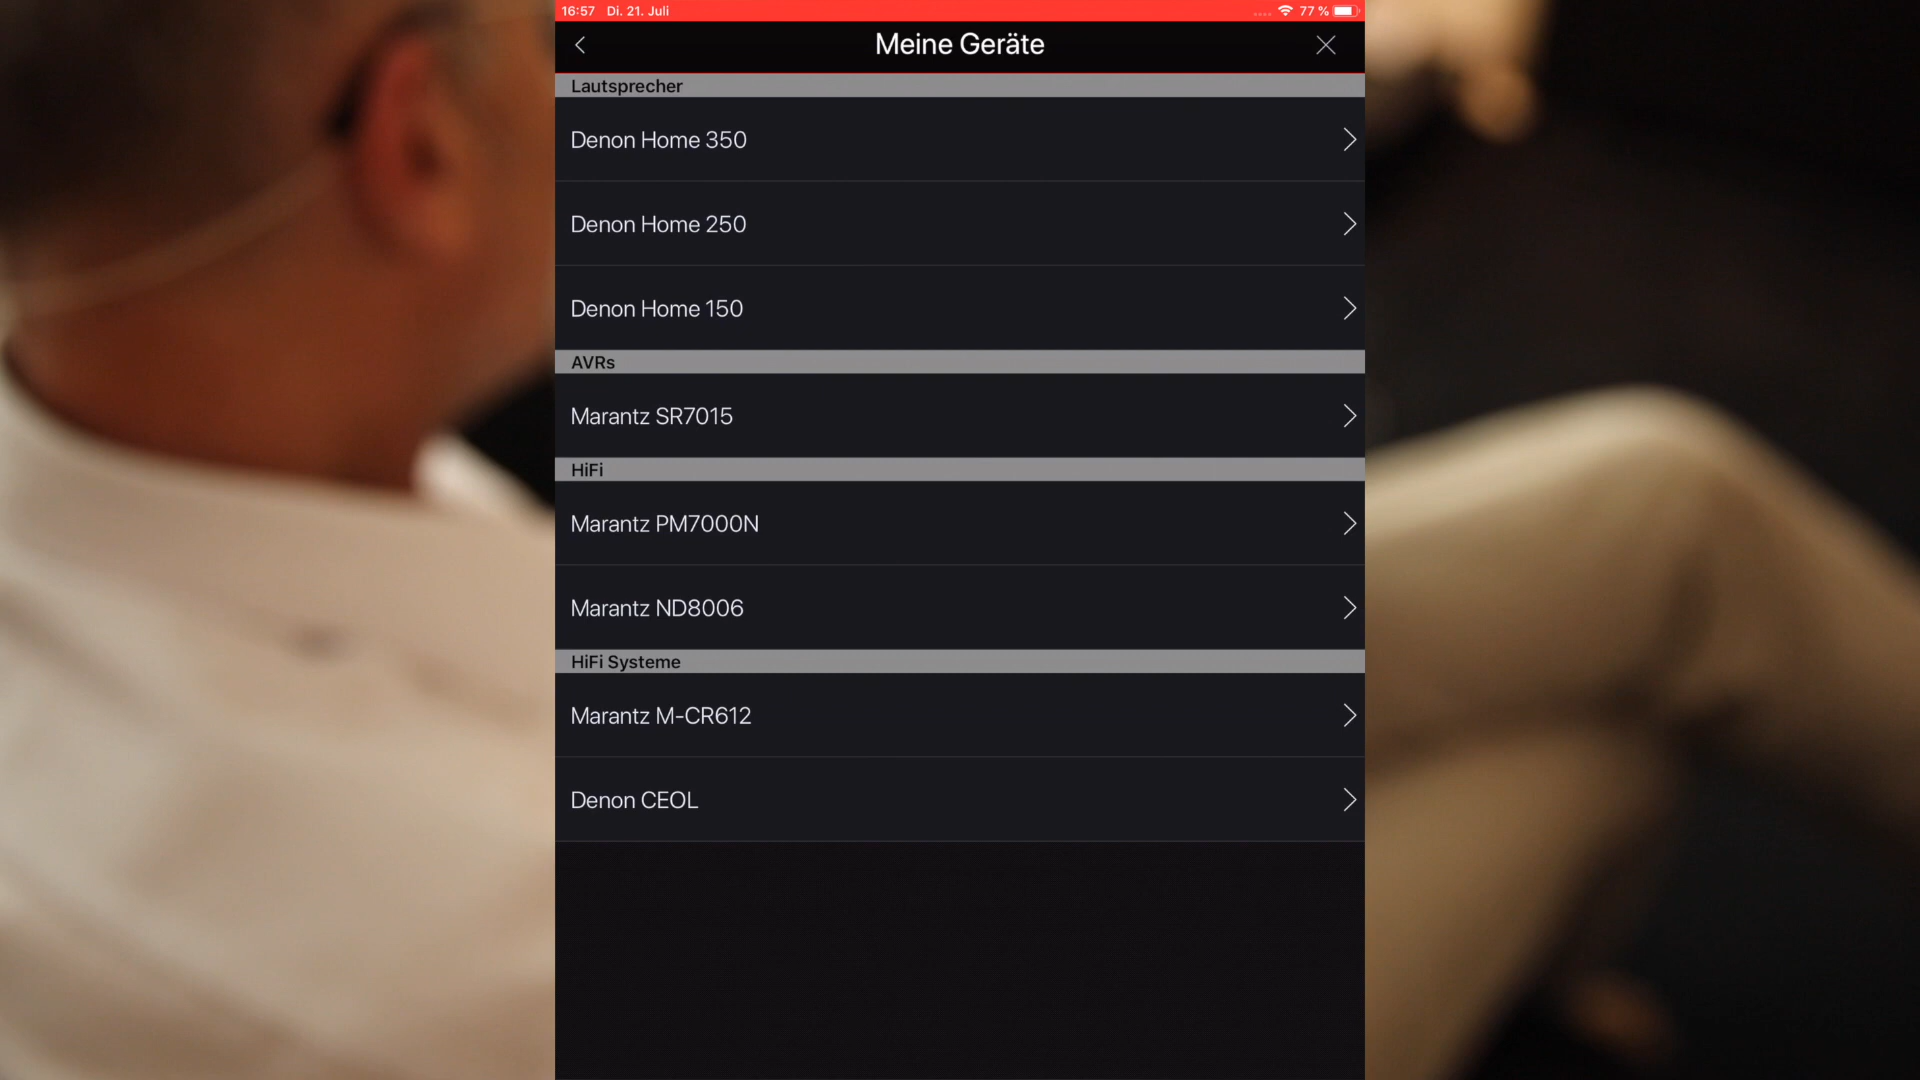 16:57 Di. 21. Juli 77 %
Meine Geräte
Lautsprecher
Denon Home 350
Denon Home 250
Denon Home 150
AVRs
Marantz SR7015
HiFi
Marantz PM7000N
Marantz ND8006
HiFi Systeme
Marantz M-CR612
Denon CEOL